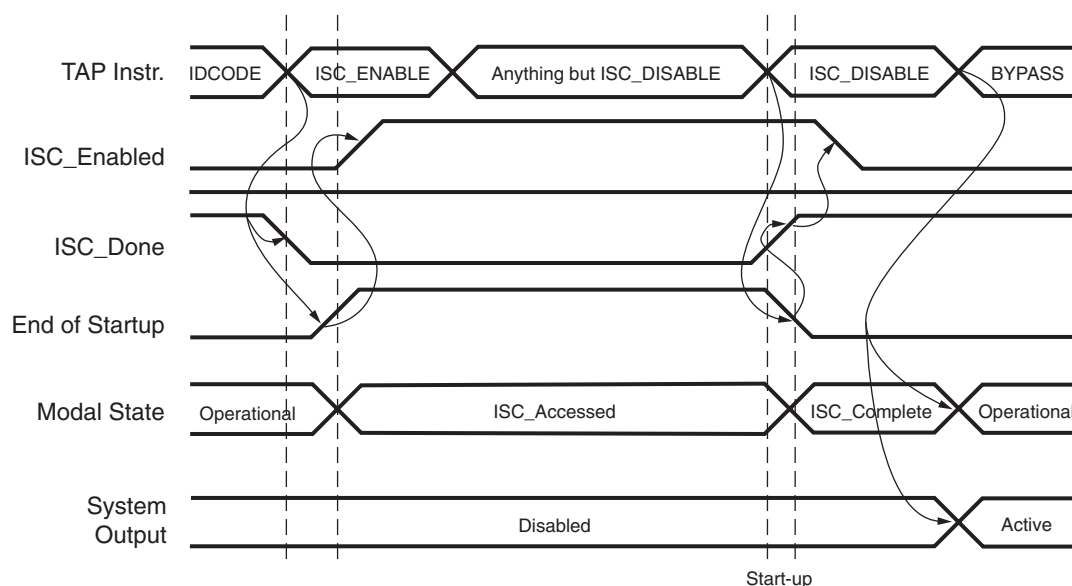 TAP Instr.
IDCODE
ISC_ENABLE
Anything but ISC_DISABLE
ISC_DISABLE
BYPASS
ISC_Enabled
ISC_Done
End of Startup
Modal State
Operational
ISC_Accessed
ISC_Complete
Operational
System
Output
Disabled
Active
Start-up